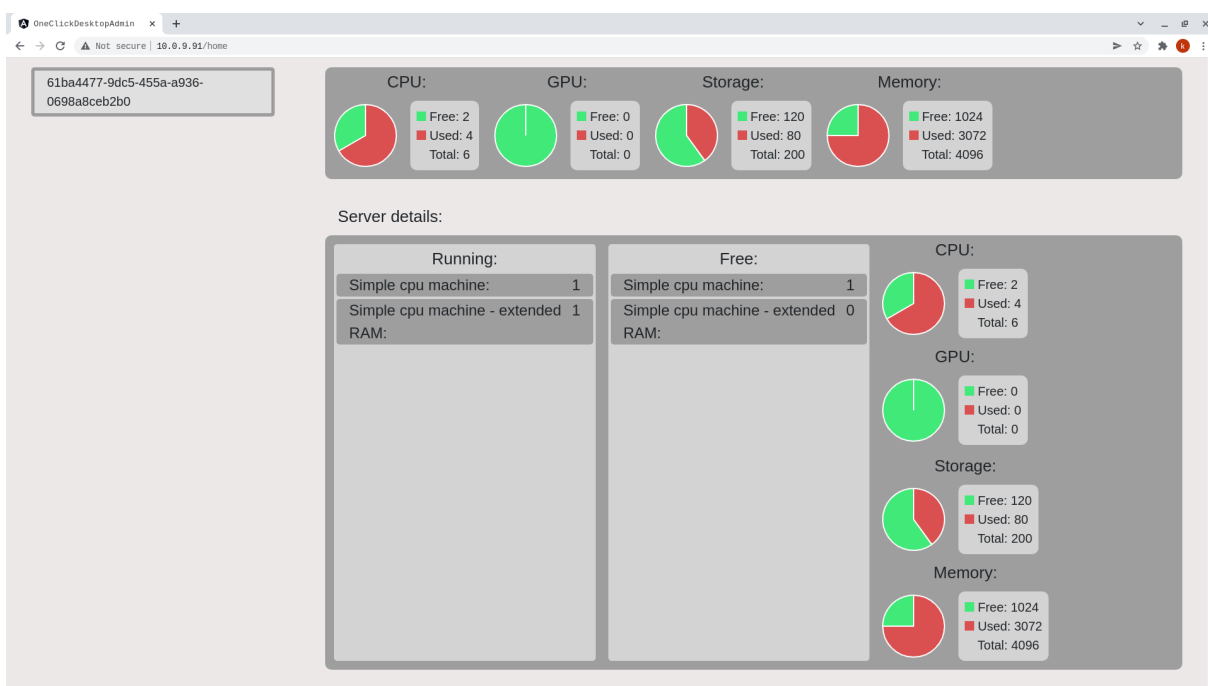 OneClickDesktopAdmin
Not secure 10.0.9.91/home
k
61ba4477-9dc5-455a-a936-
0698a8ceb2b0
CPU:
Free: 2
Used: 4
Total: 6
GPU:
Free: 0
Used: 0
Total: 0
Storage:
Free: 120
Used: 80
Total: 200
Memory:
Free: 1024
Used: 3072
Total: 4096
Server details:
Running:
Simple cpu machine: 1
Simple cpu machine - extended 1
RAM:
Free:
Simple cpu machine: 1
Simple cpu machine - extended 0
RAM:
CPU:
Free: 2
Used: 4
Total: 6
GPU:
Free: 0
Used: 0
Total: 0
Storage:
Free: 120
Used: 80
Total: 200
Memory:
Free: 1024
Used: 3072
Total: 4096